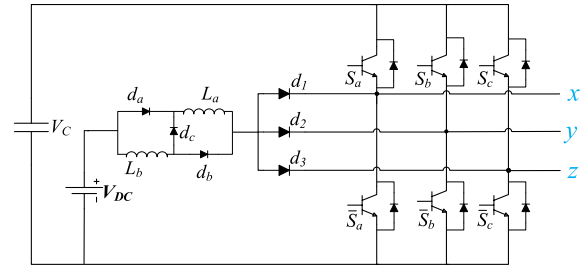 S_a S_b S_c
d_a L_a d_1 x
V_C d_c d_2 y
L_b d_b d_3 z
V_DC + -
S̅_a S̅_b S̅_c